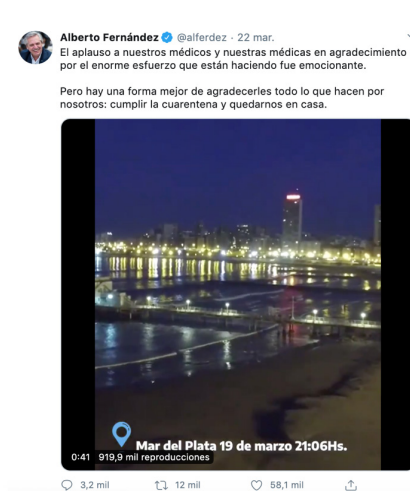 Alberto Fernández @alferdez · 22 mar.
El aplauso a nuestros médicos y nuestras médicas en agradecimiento
por el enorme esfuerzo que están haciendo fue emocionante.
Pero hay una forma mejor de agradecerles todo lo que hacen por
nosotros: cumplir la cuarentena y quedarnos en casa.
Mar del Plata 19 de marzo 21:06Hs.
0:41 919,9 mil reproducciones
3,2 mil 12 mil 58,1 mil